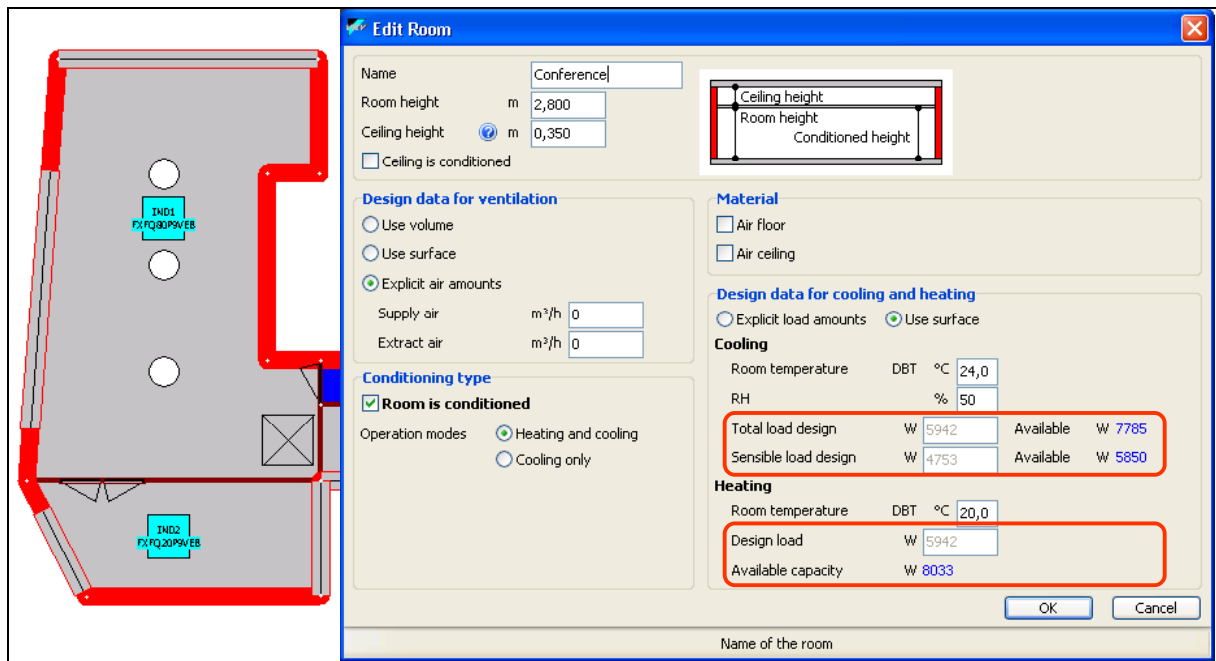 Edit Room
Name Conference
Room height m 2,800
Ceiling height m 0,350
Ceiling is conditioned
Ceiling height
Room height
Conditioned height
Design data for ventilation
Use volume
Use surface
Explicit air amounts
Supply air m³/h 0
Extract air m³/h 0
Conditioning type
Room is conditioned
Operation modes Heating and cooling
Cooling only
Material
Air floor
Air ceiling
Design data for cooling and heating
Explicit load amounts Use surface
Cooling
Room temperature DBT °C 24,0
RH % 50
Total load design W 5942 Available W 7785
Sensible load design W 4753 Available W 5850
Heating
Room temperature DBT °C 20,0
Design load W 5942
Available capacity W 8033
OK Cancel
Name of the room
IND1
FXFQ80P9VEB
IND2
FXFQ20P9VEB